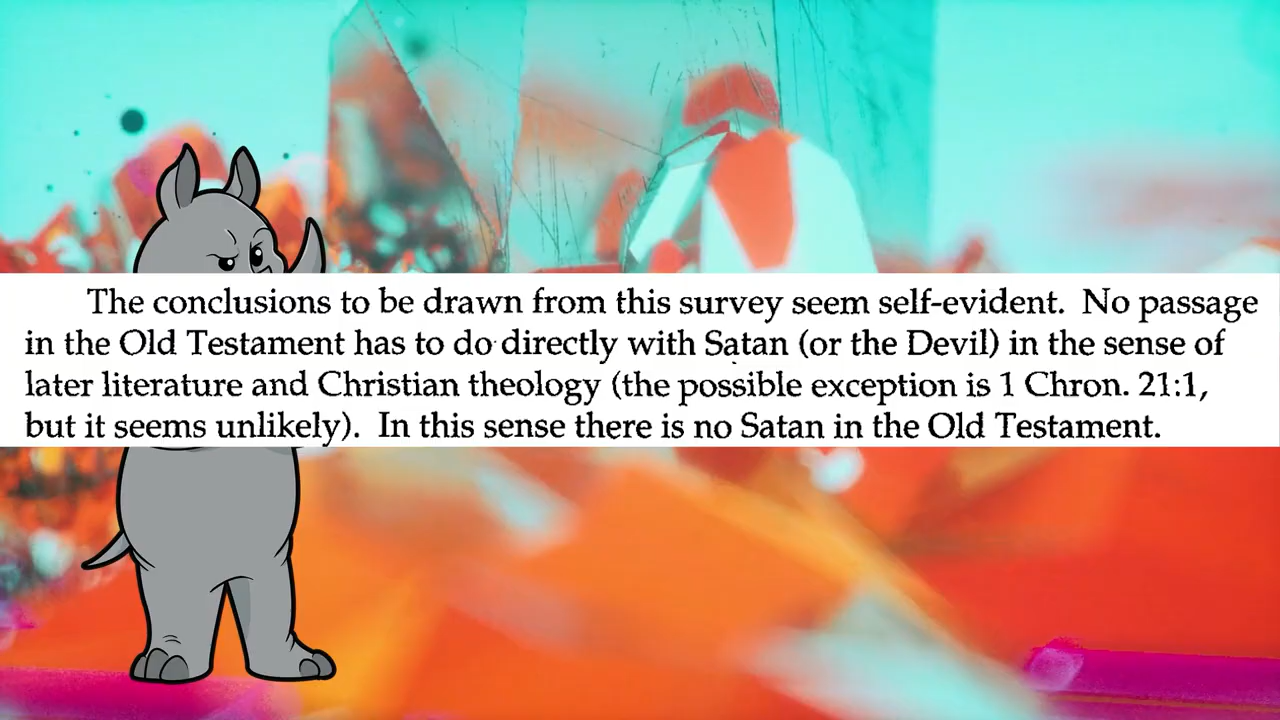 The conclusions to be drawn from this survey seem self-evident. No passage
in the Old Testament has to do directly with Satan (or the Devil) in the sense of
later literature and Christian theology (the possible exception is 1 Chron. 21:1,
but it seems unlikely). In this sense there is no Satan in the Old Testament.